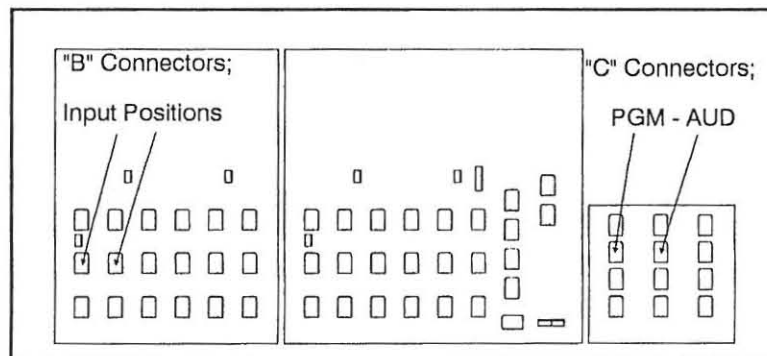 "B" Connectors;
"C" Connectors;
Input Positions
PGM - AUD